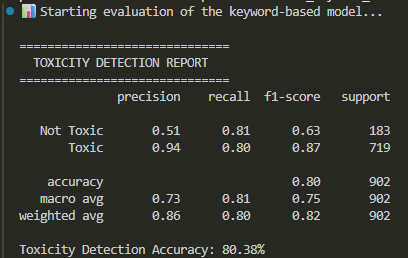 📊 Starting evaluation of the keyword-based model...
==============================
TOXICITY DETECTION REPORT
==============================
precision recall f1-score support
Not Toxic 0.51 0.81 0.63 183
Toxic 0.94 0.80 0.87 719
accuracy 0.80 902
macro avg 0.73 0.81 0.75 902
weighted avg 0.86 0.80 0.82 902
Toxicity Detection Accuracy: 80.38%